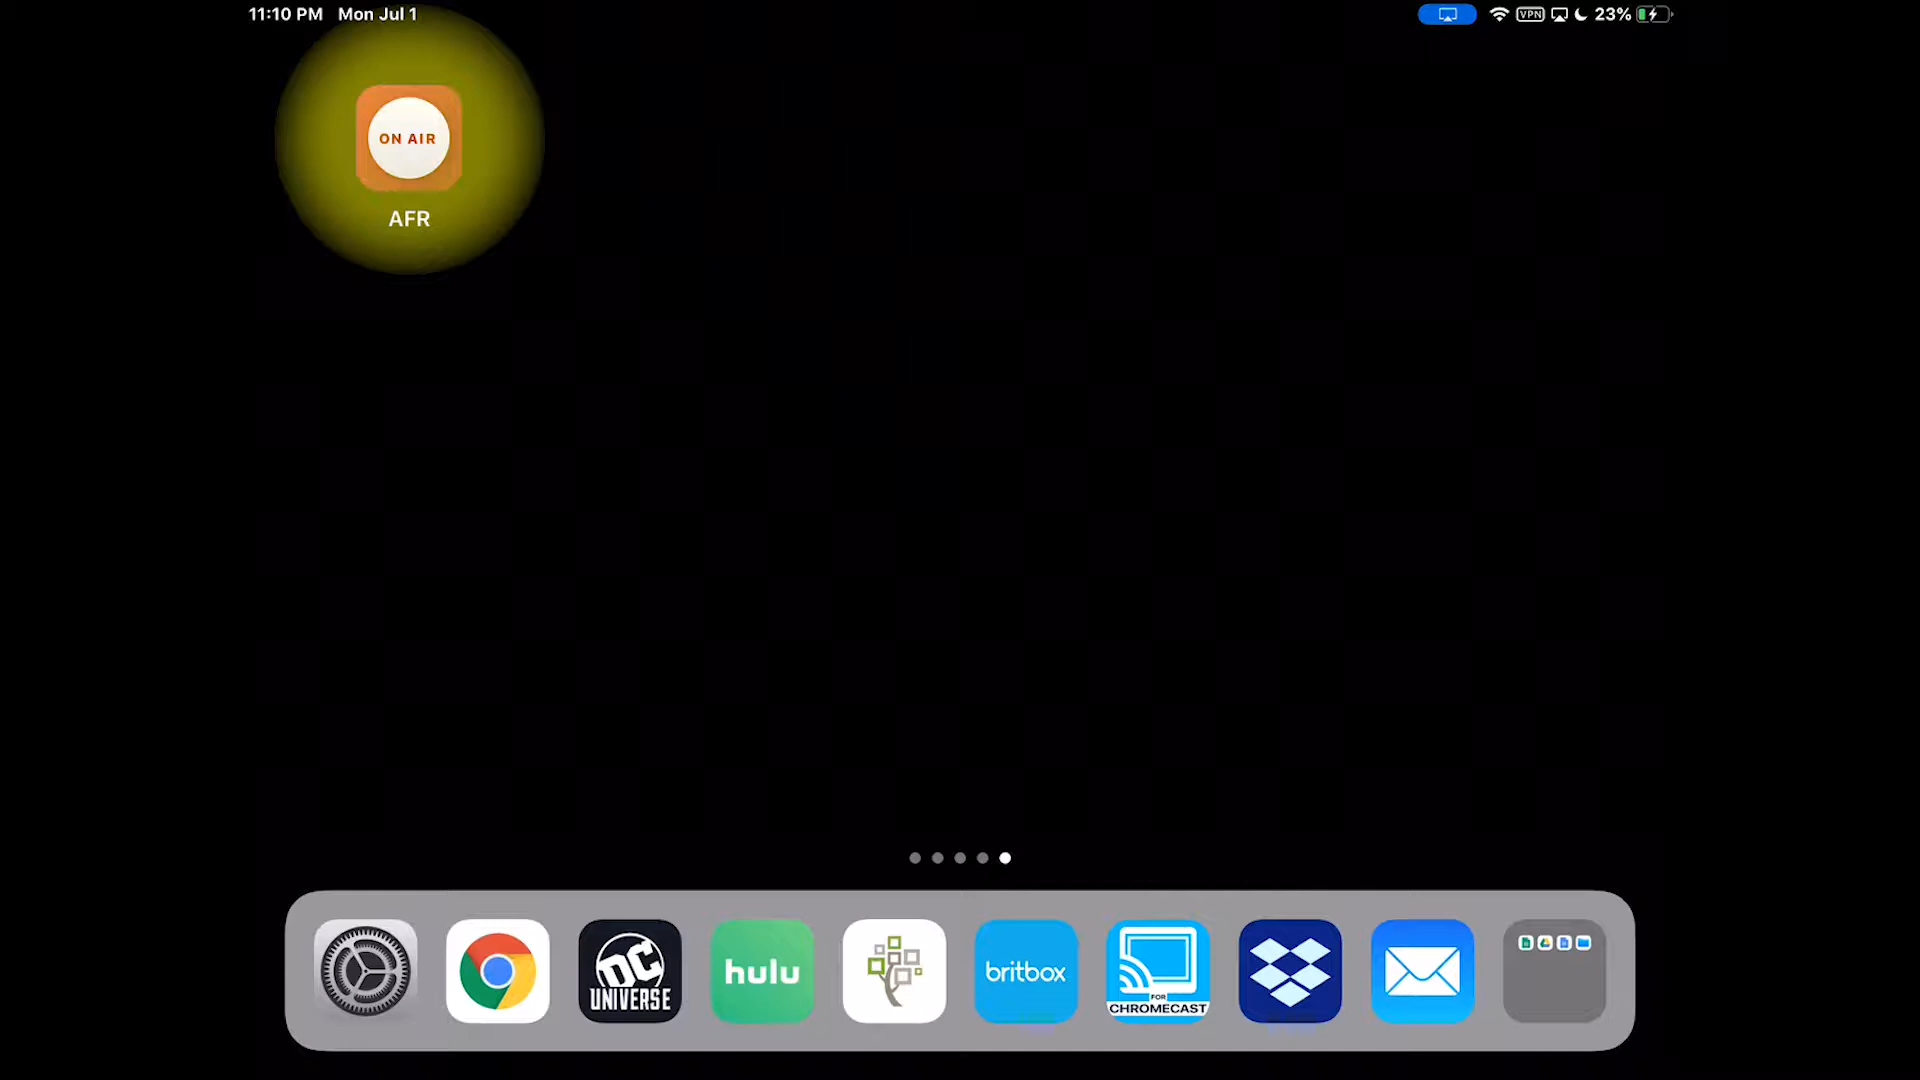 11:10 PM Mon Jul 1
VPN 23%
ON AIR
AFR
DC
UNIVERSE
hulu
britbox
FOR
CHROMECAST